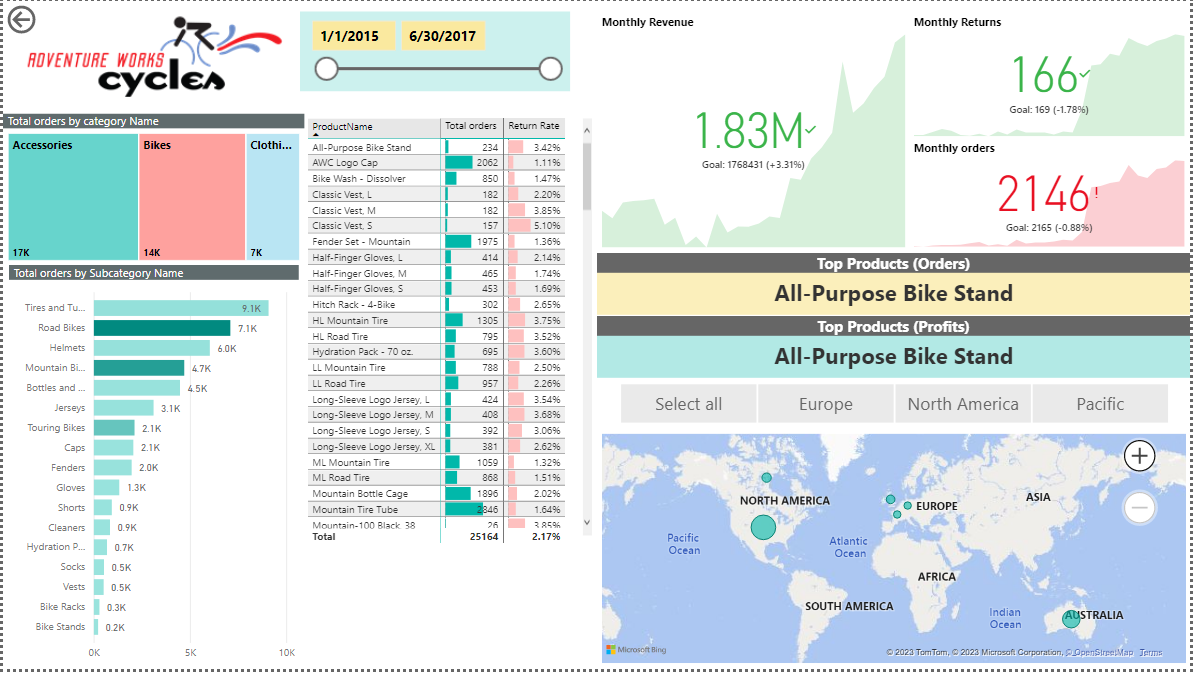 ADVENTURE WORKS
cycles
1/1/2015 6/30/2017
Total orders by category Name
Accessories Bikes Clothi...
17K 14K 7K
Total orders by Subcategory Name
Tires and Tu... 9.1K
Road Bikes 7.1K
Helmets 6.0K
Mountain Bi... 4.7K
Bottles and ... 4.5K
Jerseys 3.1K
Touring Bikes 2.1K
Caps 2.1K
Fenders 2.0K
Gloves 1.3K
Shorts 0.9K
Cleaners 0.9K
Hydration P... 0.7K
Socks 0.5K
Vests 0.5K
Bike Racks 0.3K
Bike Stands 0.2K
0K 5K 10K
ProductName Total orders Return Rate
All-Purpose Bike Stand 234 3.42%
AWC Logo Cap 2062 1.11%
Bike Wash - Dissolver 850 1.47%
Classic Vest, L 182 2.20%
Classic Vest, M 182 3.85%
Classic Vest, S 157 5.10%
Fender Set - Mountain 1975 1.36%
Half-Finger Gloves, L 414 2.14%
Half-Finger Gloves, M 465 1.74%
Half-Finger Gloves, S 453 1.69%
Hitch Rack - 4-Bike 302 2.65%
HL Mountain Tire 1305 3.75%
HL Road Tire 795 3.52%
Hydration Pack - 70 oz. 695 3.60%
LL Mountain Tire 788 2.50%
LL Road Tire 957 2.26%
Long-Sleeve Logo Jersey, L 424 3.54%
Long-Sleeve Logo Jersey, M 408 3.68%
Long-Sleeve Logo Jersey, S 392 3.06%
Long-Sleeve Logo Jersey, XL 381 2.62%
ML Mountain Tire 1059 1.32%
ML Road Tire 868 1.51%
Mountain Bottle Cage 1896 2.02%
Mountain Tire Tube 2846 1.64%
Mountain-100 Black, 38 26 3.85%
Total 25164 2.17%
Monthly Revenue
1.83M
Goal: 1768431 (+3.31%)
Monthly Returns
166
Goal: 169 (-1.78%)
Monthly orders
2146!
Goal: 2165 (-0.88%)
Top Products (Orders)
All-Purpose Bike Stand
Top Products (Profits)
All-Purpose Bike Stand
Select all Europe North America Pacific
NORTH AMERICA
EUROPE
ASIA
Pacific
Ocean
Atlantic
Ocean
AFRICA
SOUTH AMERICA
Indian
Ocean
AUSTRALIA
Microsoft Bing
© 2023 TomTom, © 2023 Microsoft Corporation, © OpenStreetMap Terms